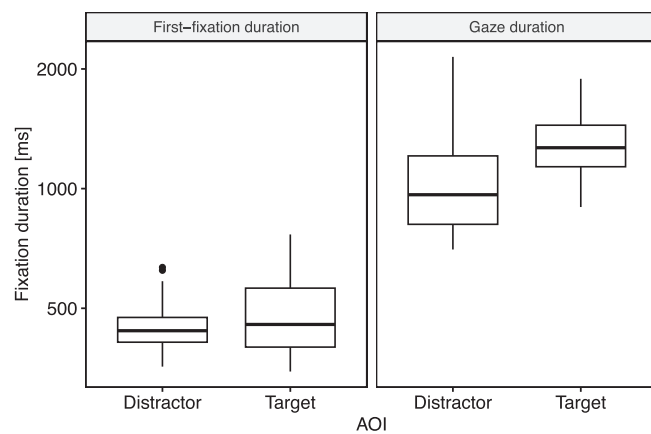 First−fixation duration
Gaze duration
Fixation duration [ms]
2000
1000
500
Distractor
Target
Distractor
Target
AOI